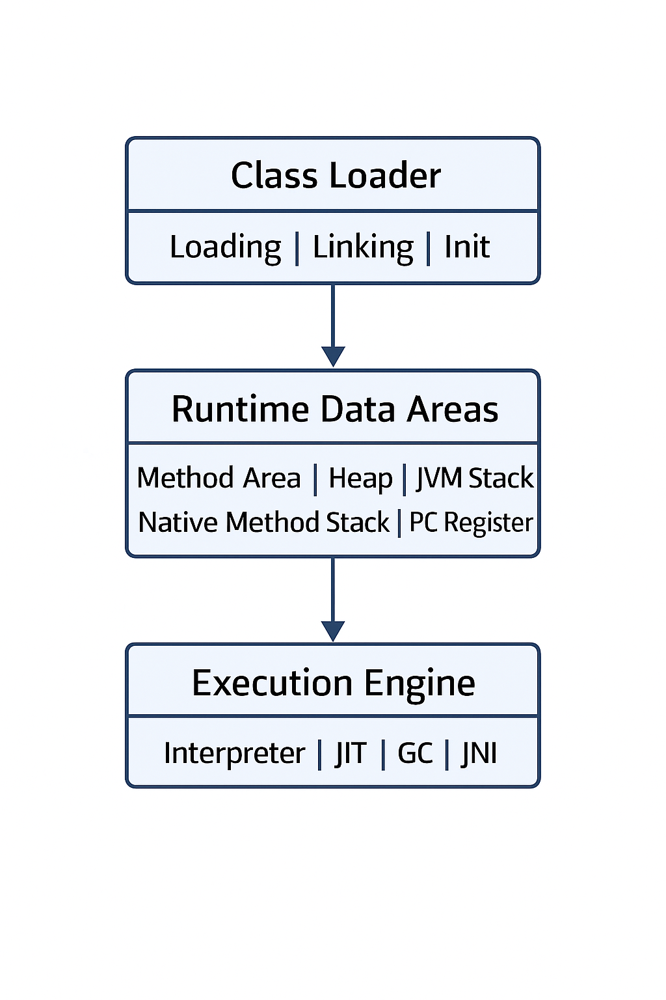 Class Loader
Loading | Linking | Init
Runtime Data Areas
Method Area | Heap | JVM Stack
Native Method Stack | PC Register
Execution Engine
Interpreter | JIT | GC | JNI